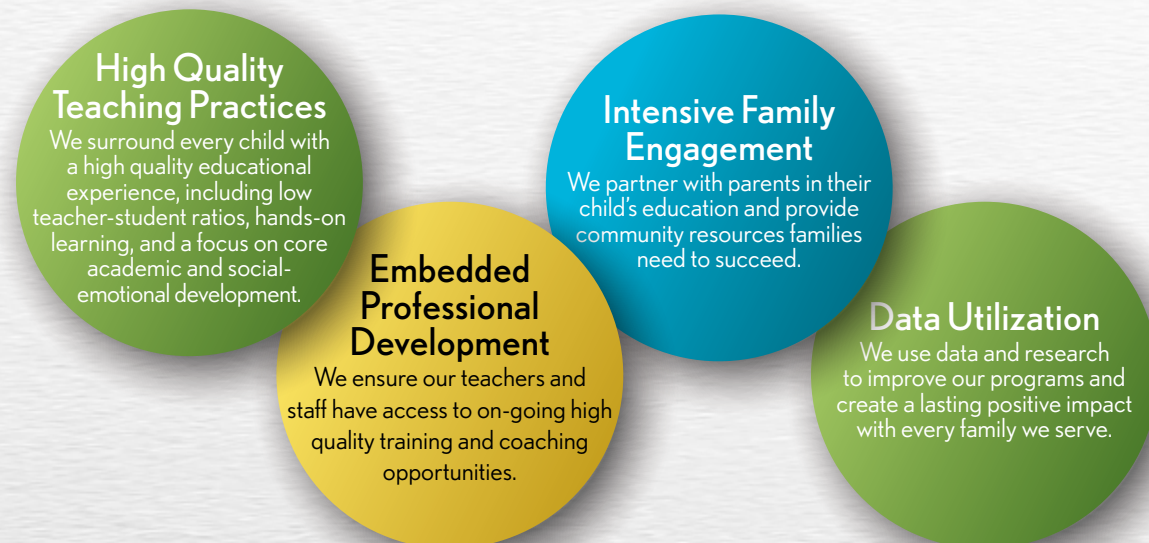 High Quality
Teaching Practices
We surround every child with
a high quality educational
experience, including low
teacher-student ratios, hands-on
learning, and a focus on core
academic and social-
emotional development.
Embedded
Professional
Development
We ensure our teachers and
staff have access to on-going high
quality training and coaching
opportunities.
Intensive Family
Engagement
We partner with parents in their
child's education and provide
community resources families
need to succeed.
Data Utilization
We use data and research
to improve our programs and
create a lasting positive impact
with every family we serve.